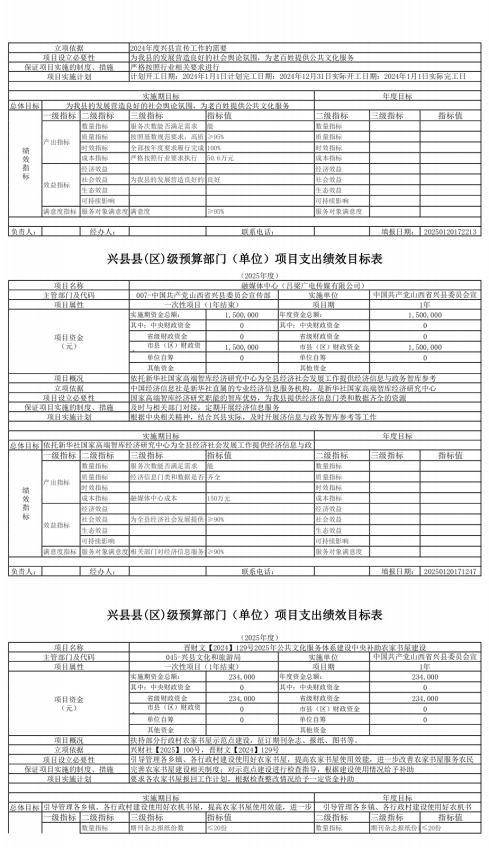 立项依据 2024年度兴县宣传工作的需要
项目设立必要性 为我县的发展营造良好的社会舆论氛围，为老百姓提供公共文化服务
保证项目实施的制度、措施 严格按照行业相关要求进行
项目实施计划 计划开工日期：2024年1月1日计划完工日期：2024年12月31日实际开工日期：2024年1月1日实际完工日
实施期目标 年度目标
总体目标 为我县的发展营造良好的社会舆论氛围，为老百姓提供公共文化服务
绩效指标 一级指标 二级指标 三级指标 指标值 二级指标 三级指标 指标值
产出指标 数量指标 服务次数能否满足需求 能 数量指标
质量指标 按照基数规范要求，高质 ≥95% 质量指标
时效指标 全部按年度要求履行完成 100% 时效指标
成本指标 严格按照行业要求执行 50.6万元 成本指标
效益指标 经济效益 经济效益
社会效益 为我县的发展营造良好的 良好 社会效益
生态效益 生态效益
可持续影响 可持续影响
满意度指标 服务对象满意度 满意度 ≥95% 服务对象满意度
负责人： 经办人： 联系电话： 填报日期： 20250122172213
兴县县(区)级预算部门（单位）项目支出绩效目标表
（2025年度）
项目名称 融媒体中心（吕梁广电传媒有限公司）
主管部门及代码 007-中国共产党山西省兴县委员会宣传部 实施单位 中国共产党山西省兴县委员会宣
项目属性 一次性项目（1年结束） 项目期 1年
项目资金（元） 实施期资金总额： 1,500,000 年度资金总额： 1,500,000
其中：中央财政资金 0 其中：中央财政资金 0
省级财政资金 0 省级财政资金 0
市县（区）财政资 1,500,000 市县（区）财政资金 1,500,000
单位自筹 0 单位自筹 0
其他资金 其他资金
项目概况 依托新华社国家高端智库经济研究中心为全县经济社会发展工作提供经济信息与政务智库参考
立项依据 中国经济信息社是新华社直属的专业经济信息服务机构，是新华社国家高端智库经济研究中心
项目设立必要性 国家高端智库经济研究职能的智库优势，为我县提供经济信息门类和数据齐全的资源
保证项目实施的制度、措施 及时与相关部门对接，定期开展经济信息服务
项目实施计划 根据中央相关精神，结合兴县实际，及时开展济信息与政务智库参考等工作
实施期目标 年度目标
总体目标 依托新华社国家高端智库经济研究中心为全县经济社会发展工作提供经济信息与政
绩效指标 一级指标 二级指标 三级指标 指标值 二级指标 三级指标 指标值
产出指标 数量指标 服务次数能否满足需求 能 数量指标
质量指标 经济信息门类和数据是否 齐全 质量指标
时效指标 时效指标
成本指标 融媒体中心成本 150万元 成本指标
效益指标 经济效益 经济效益
社会效益 为全县经济社会发展提供 ≥90% 社会效益
生态效益 生态效益
可持续影响 可持续影响
满意度指标 服务对象满意度 相关部门对经济信息服务 ≥90% 服务对象满意度
负责人： 经办人： 联系电话： 填报日期： 20250120171247
兴县县(区)级预算部门（单位）项目支出绩效目标表
（2025年度）
项目名称 晋财文【2024】129号2025年公共文化服务体系建设中央补助农家书屋建设
主管部门及代码 045-兴县文化和旅游局 实施单位 中国共产党山西省兴县委员会宣
项目属性 一次性项目（1年结束） 项目期 1年
项目资金（元） 实施期资金总额： 234,000 年度资金总额： 234,000
其中：中央财政资金 0 其中：中央财政资金 0
省级财政资金 234,000 省级财政资金 234,000
市县（区）财政资 0 市县（区）财政资金 0
单位自筹 0 单位自筹 0
其他资金 其他资金
项目概况 扶持部分行政村农家书屋示范点建设，征订期刊杂志、报纸、图书等。
立项依据 兴财社【2025】100号、晋财文【2024】129号
项目设立必要性 引导管理各乡镇、各行政村建设使用好农家书屋，提高农家书屋使用效能，进一步改善农家书屋服务农民
保证项目实施的制度、措施 完善农家书屋建设相关制度；对示范点建设进行检查指导，根据建设使用情况给予补助
项目实施计划 要求各农家书屋报回工作计划，根据检查整改情况给予一定资金补助
实施期目标 年度目标
总体目标 引导管理各乡镇、各行政村建设使用好农机书屋，提高农家书屋使用效能，进一步 引导管理各乡镇、各行政村建设使用好农机书
一级指标 二级指标 三级指标 指标值 二级指标 三级指标 指标值
数量指标 期刊杂志报纸份数 ≤20份 数量指标 期刊杂志报纸份 ≤20份